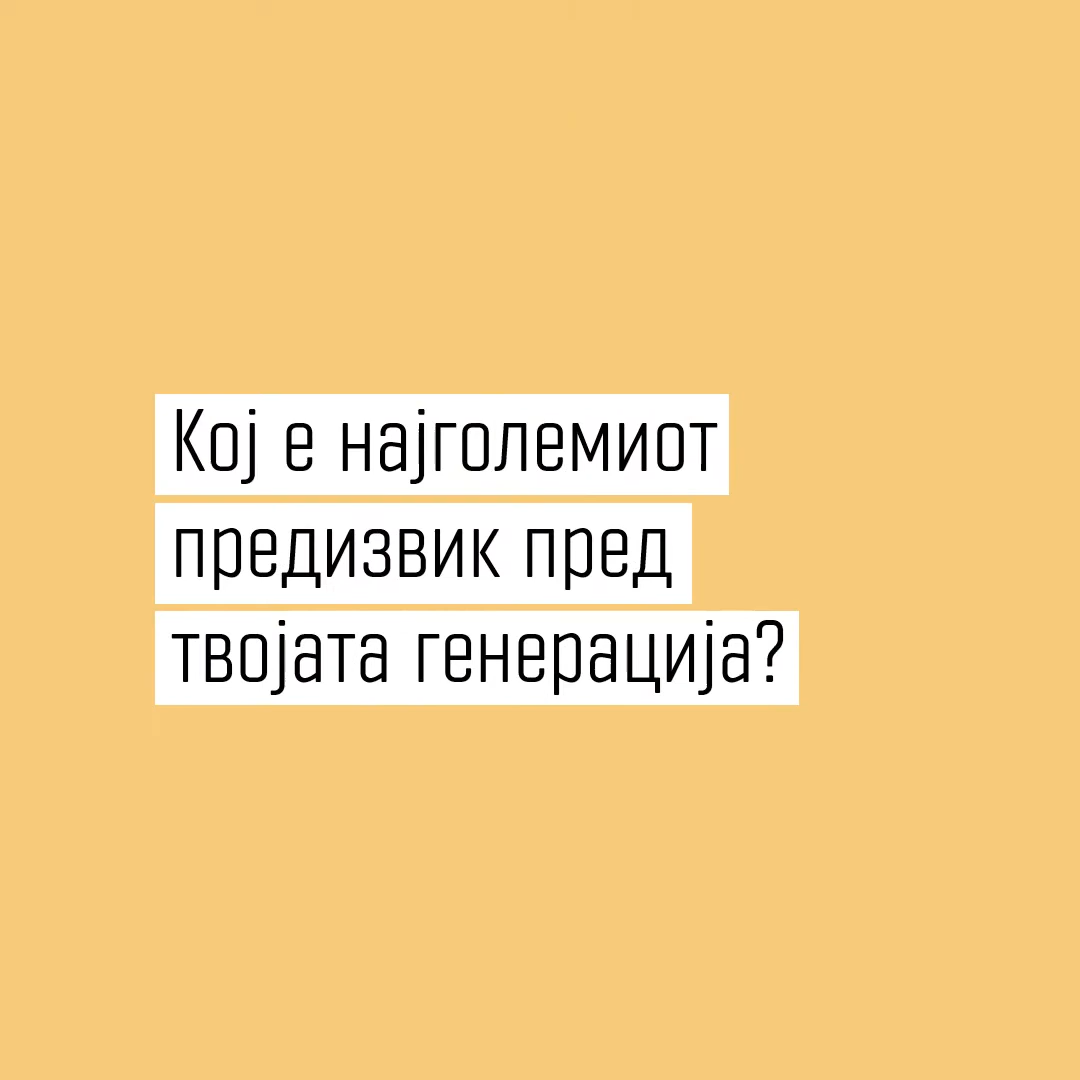 Кој е најголемиот
предизвик пред
твојата генерација?